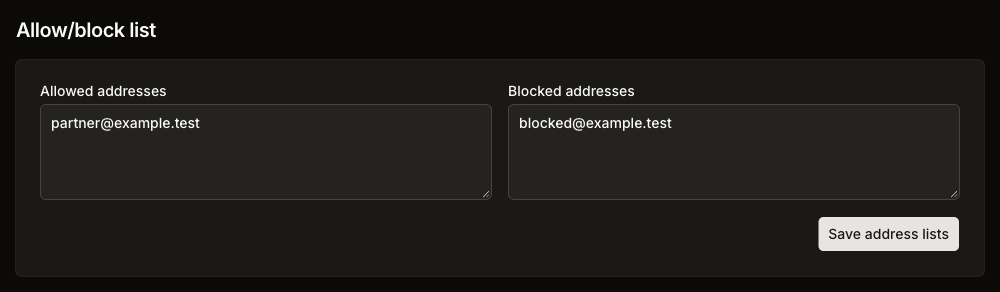 Allow/block list
Allowed addresses
partner@example.test
Blocked addresses
blocked@example.test
Save address lists